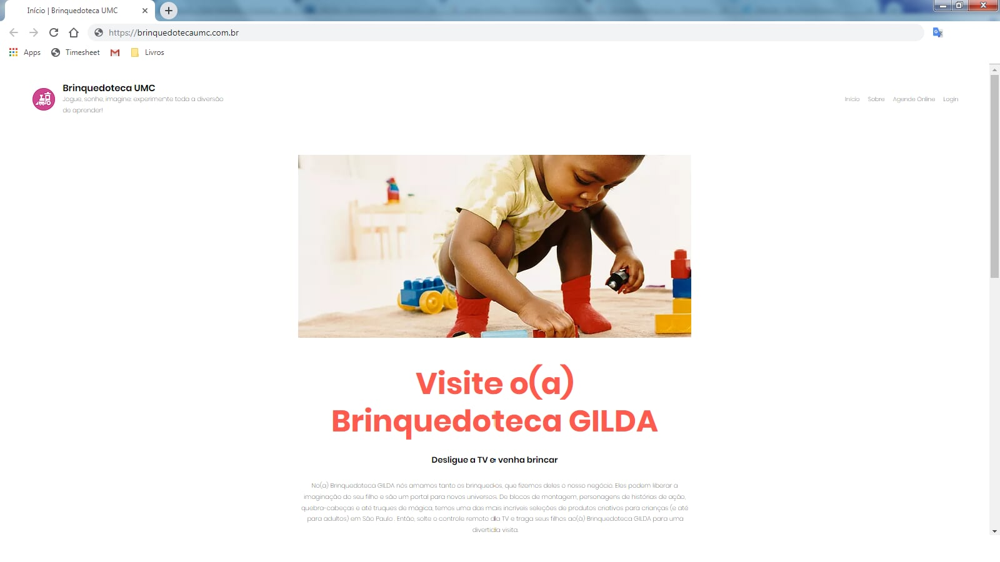 Início | Brinquedoteca UMC
https://brinquedotecaumc.com.br
Apps Timesheet Livros
Brinquedoteca UMC
Jogue, sonhe, imagine: experimente toda a diversão
de aprender!
Início Sobre Agende Online Login
Visite o(a)
Brinquedoteca GILDA
Desligue a TV e venha brincar
No(a) Brinquedoteca GILDA nós amamos tanto os brinquedos, que fizemos deles o nosso negócio. Eles podem liberar a
imaginação do seu filho e são um portal para novos universos. De blocos de montagem, personagens de histórias de ação,
quebra-cabeças e até truques de mágica, temos uma das mais incríveis seleções de produtos criativos para crianças (e até
para adultos) em São Paulo . Então, solte o controle remoto da TV e traga seus filhos ao(à) Brinquedoteca GILDA para uma
divertida visita.